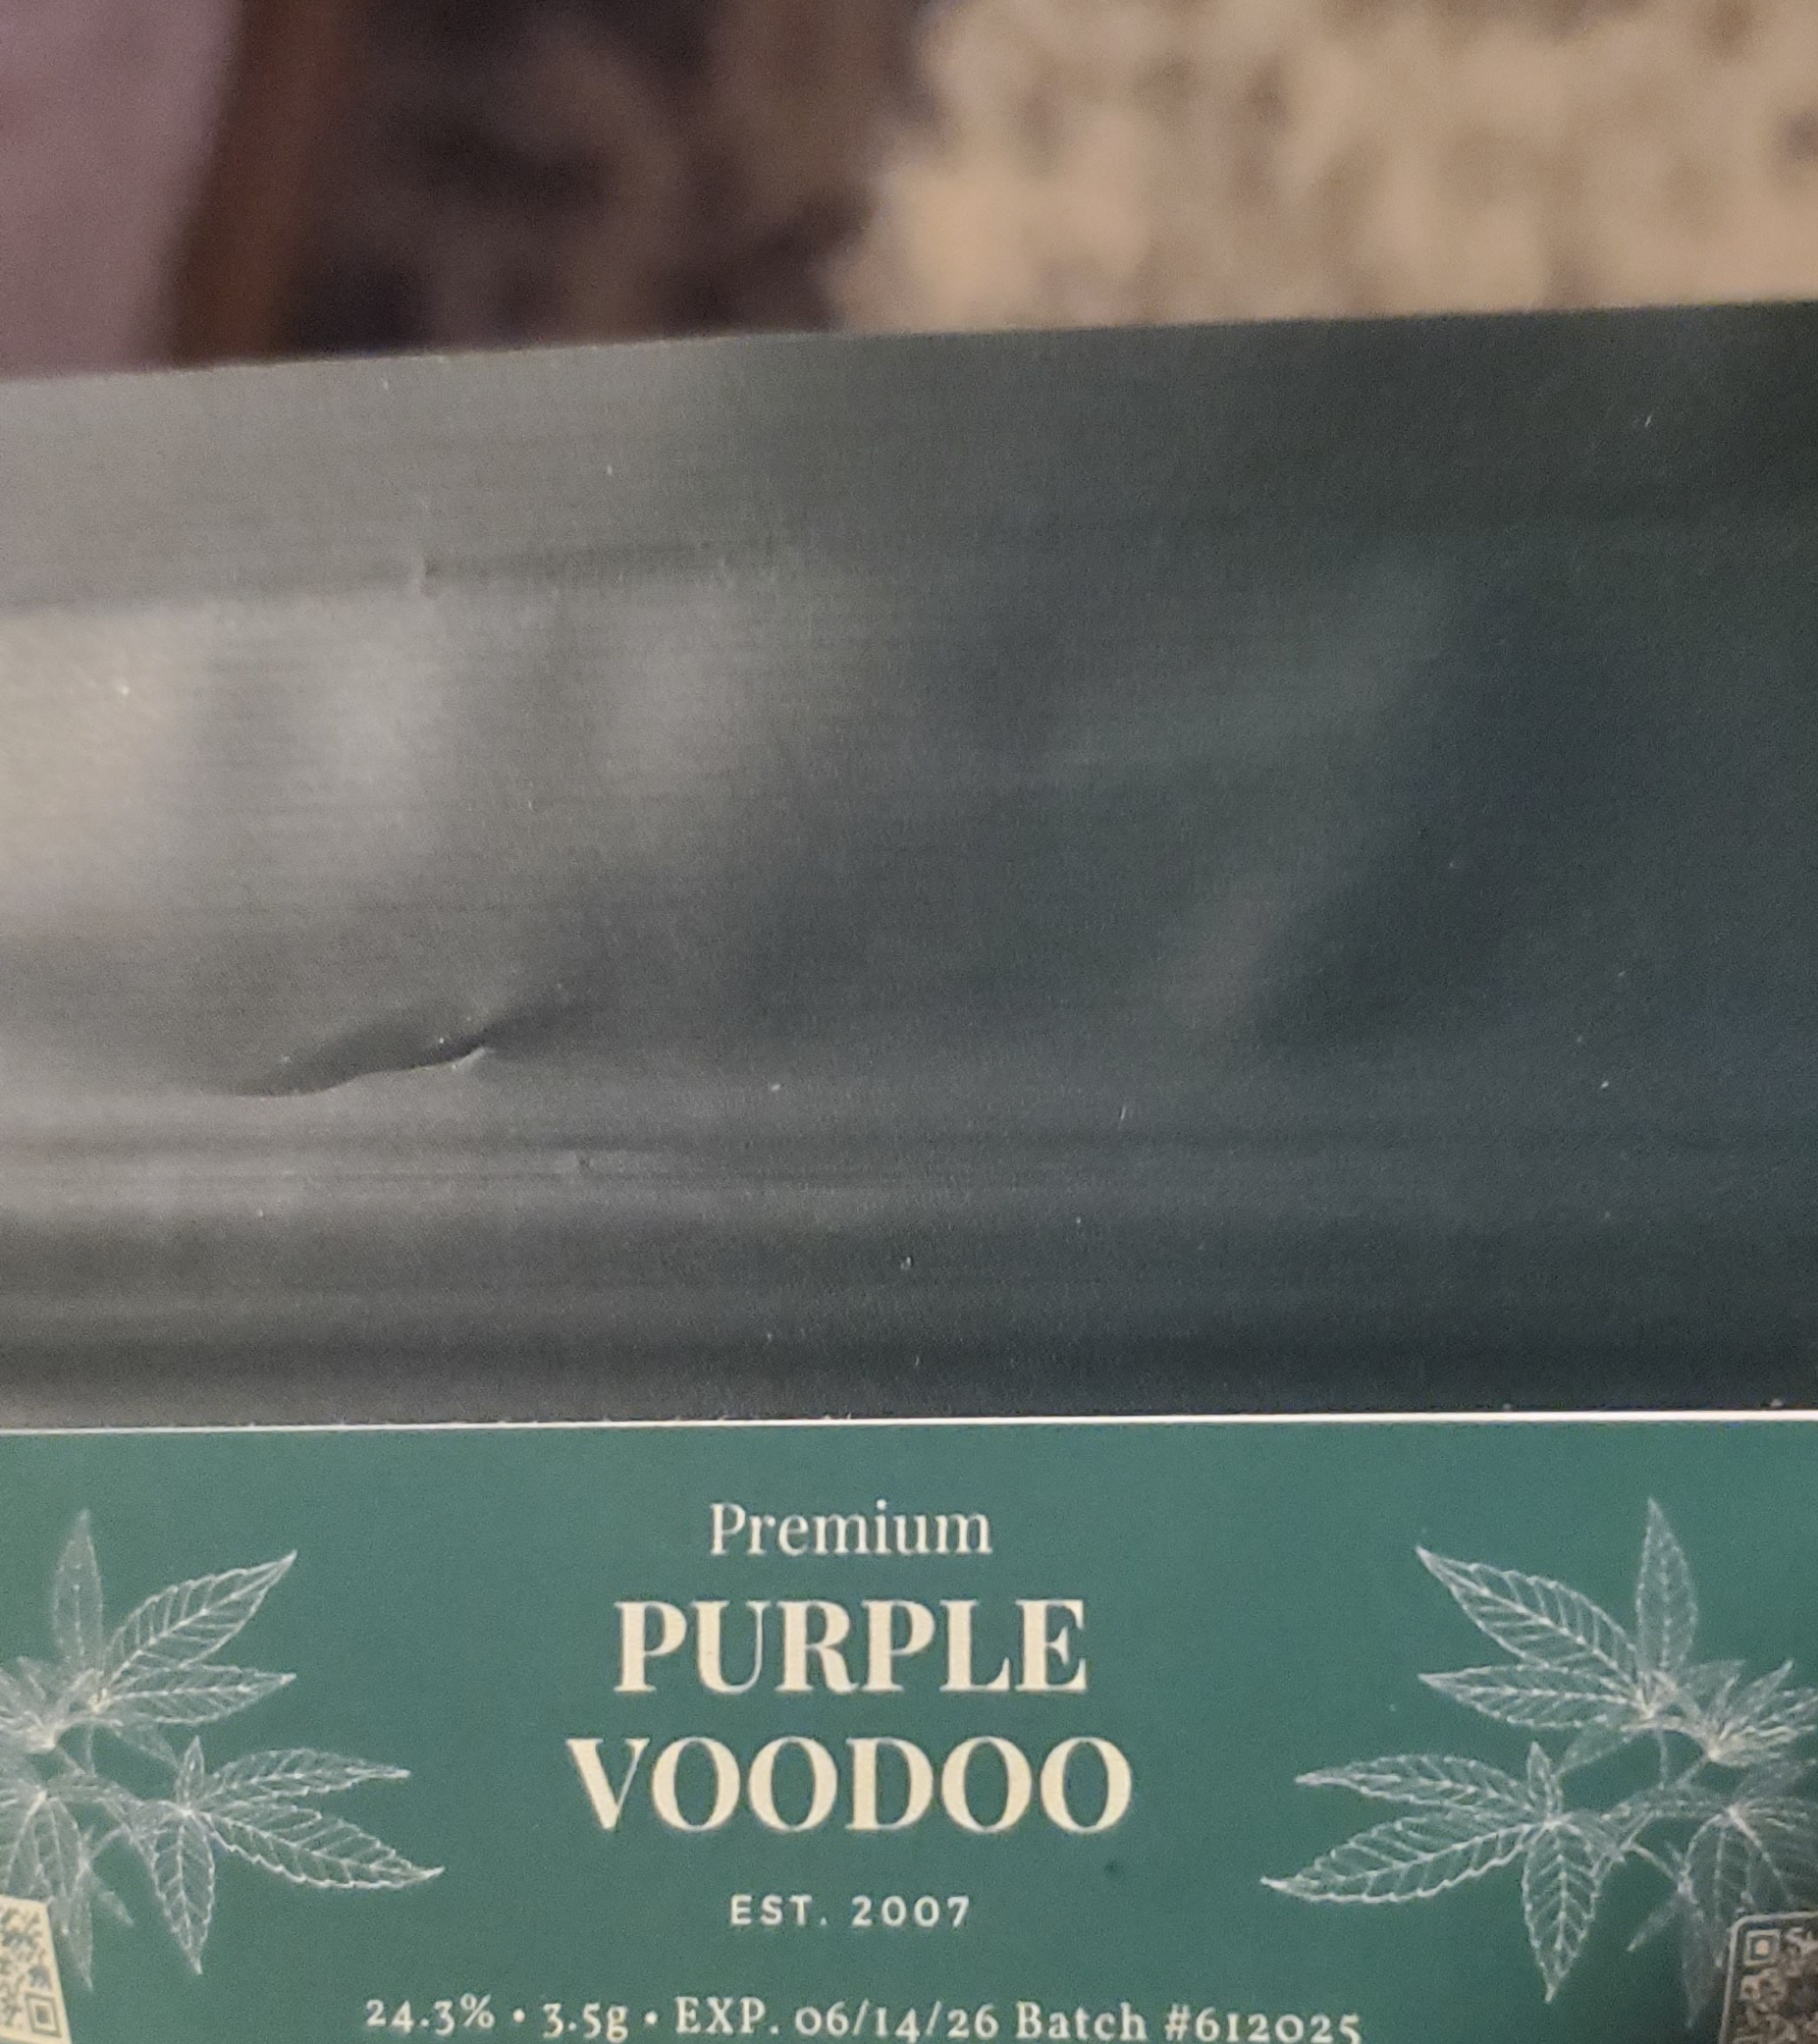 Premium
PURPLE
VOODOO
EST. 2007
24.3% • 3.5g • EXP. 06/14/26 Batch #612025